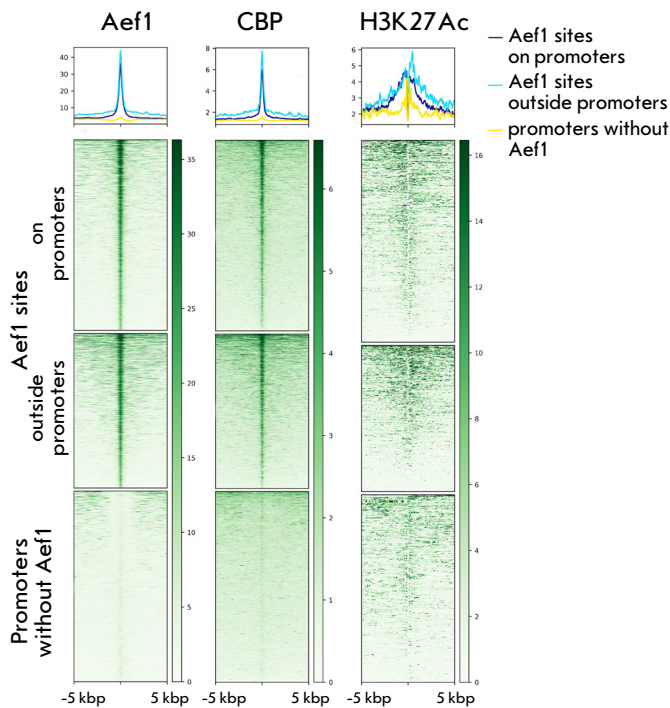 Aef1
CBP
H3K27Ac
Aef1 sites
on promoters
Aef1 sites
outside promoters
promoters without
Aef1
40
30
20
10
8
6
4
2
6
5
4
3
2
Aef1 sites
on
promoters
outside
promoters
Promoters
without Aef1
35
30
25
20
15
10
5
0
6
5
4
3
2
1
0
16
14
12
10
8
6
4
2
0
-5 kbp
5 kbp
-5 kbp
5 kbp
-5 kbp
5 kbp